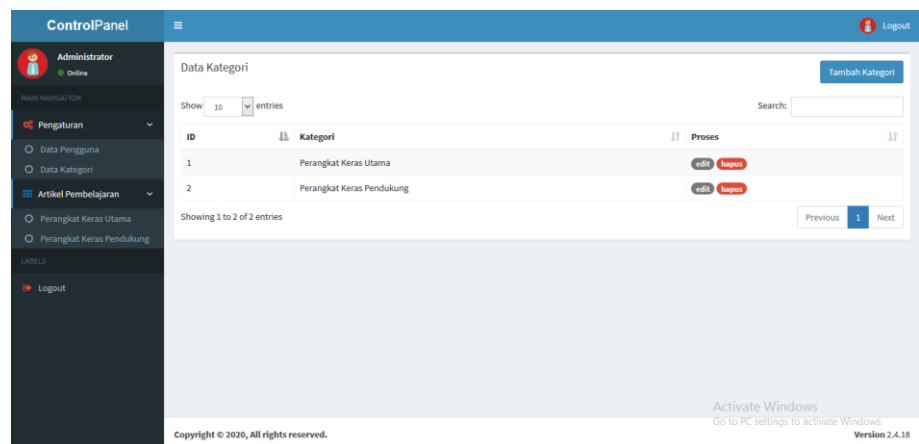 ControlPanel
Logout
Administrator
Online
MAIN NAVIGATION
Pengaturan
Data Pengguna
Data Kategori
Artikel Pembelajaran
Perangkat Keras Utama
Perangkat Keras Pendukung
LABELS
Logout
Data Kategori
Tambah Kategori
Show 10 entries
Search:
ID Kategori Proses
1 Perangkat Keras Utama edit hapus
2 Perangkat Keras Pendukung edit hapus
Showing 1 to 2 of 2 entries
Previous 1 Next
Activate Windows
Go to PC settings to activate Windows.
Copyright © 2020, All rights reserved.
Version 2.4.18